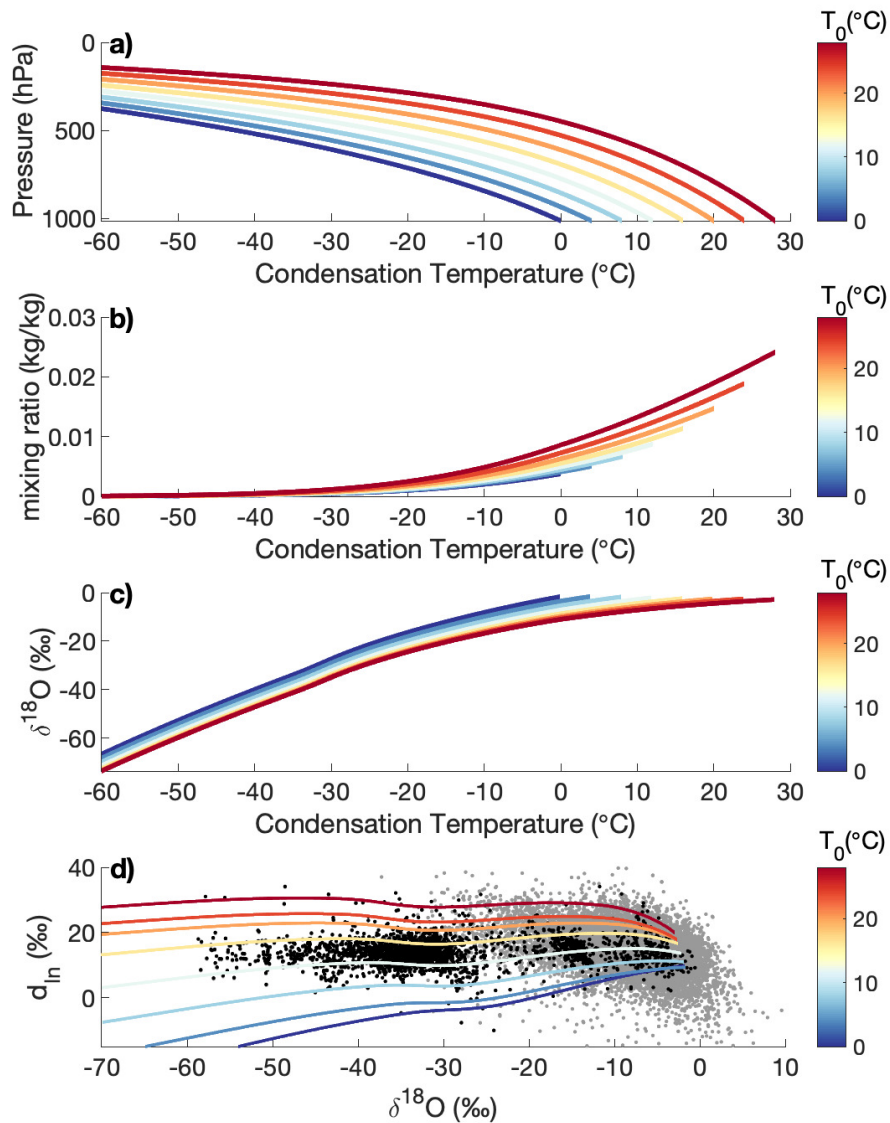 a)
T₀(°C)
Pressure (hPa)
0
500
1000
-60 -50 -40 -30 -20 -10 0 10 20 30
Condensation Temperature (°C)
20
10
0
b)
T₀(°C)
mixing ratio (kg/kg)
0.03
0.02
0.01
0
-60 -50 -40 -30 -20 -10 0 10 20 30
Condensation Temperature (°C)
20
10
0
c)
T₀(°C)
δ¹⁸O (‰)
0
-20
-40
-60
-60 -50 -40 -30 -20 -10 0 10 20 30
Condensation Temperature (°C)
20
10
0
d)
T₀(°C)
dₗₙ (‰)
40
20
0
-70 -60 -50 -40 -30 -20 -10 0 10
δ¹⁸O (‰)
20
10
0